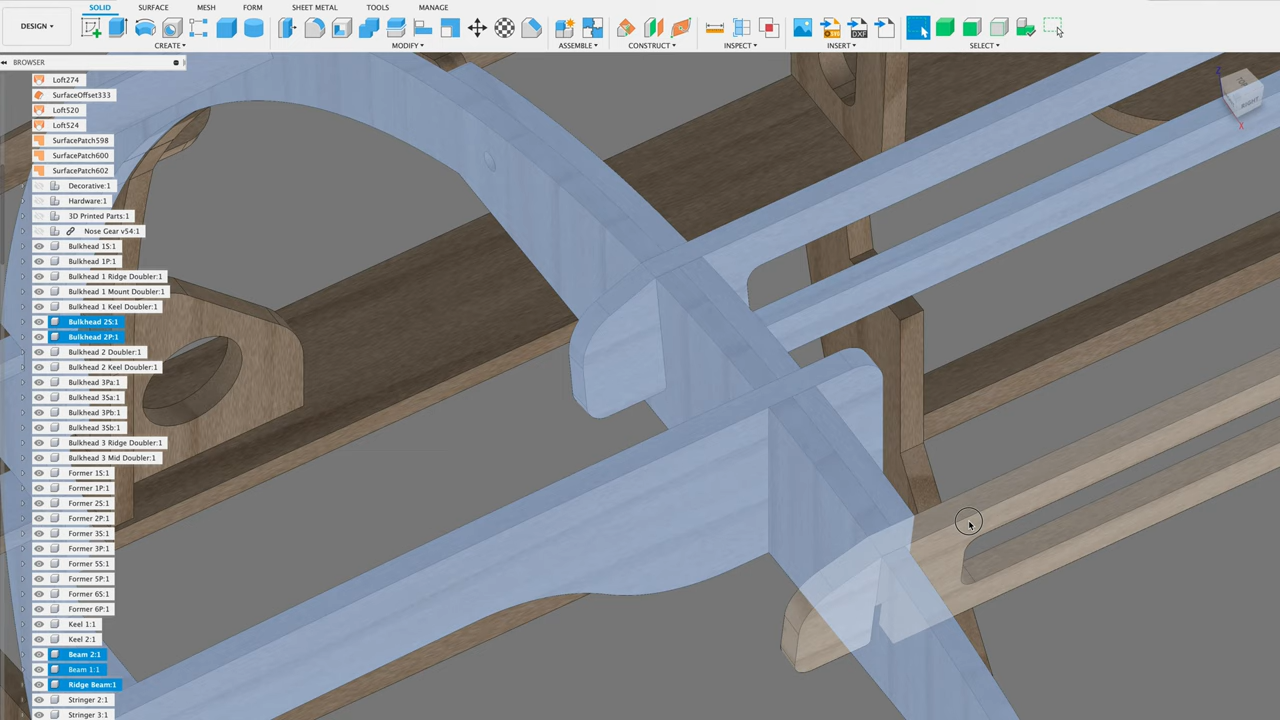 SOLID
SURFACE
MESH
FORM
SHEET METAL
TOOLS
MANAGE
DESIGN
CREATE
MODIFY
ASSEMBLE
CONSTRUCT
INSPECT
INSERT
SELECT
SVG
DXF
BROWSER
Z
TOP
RIGHT
X
Loft274
SurfaceOffset333
Loft520
Loft524
SurfacePatch598
SurfacePatch600
SurfacePatch602
Decorative:1
Hardware:1
3D Printed Parts:1
Nose Gear v54:1
Bulkhead 1S:1
Bulkhead 1P:1
Bulkhead 1 Ridge Doubler:1
Bulkhead 1 Mount Doubler:1
Bulkhead 1 Keel Doubler:1
Bulkhead 2S:1
Bulkhead 2P:1
Bulkhead 2 Doubler:1
Bulkhead 2 Keel Doubler:1
Bulkhead 3Pa:1
Bulkhead 3Sa:1
Bulkhead 3Pb:1
Bulkhead 3Sb:1
Bulkhead 3 Ridge Doubler:1
Bulkhead 3 Mid Doubler:1
Former 1S:1
Former 1P:1
Former 2S:1
Former 2P:1
Former 3S:1
Former 3P:1
Former 5S:1
Former 5P:1
Former 6S:1
Former 6P:1
Keel 1:1
Keel 2:1
Beam 2:1
Beam 1:1
Ridge Beam:1
Stringer 2:1
Stringer 3:1